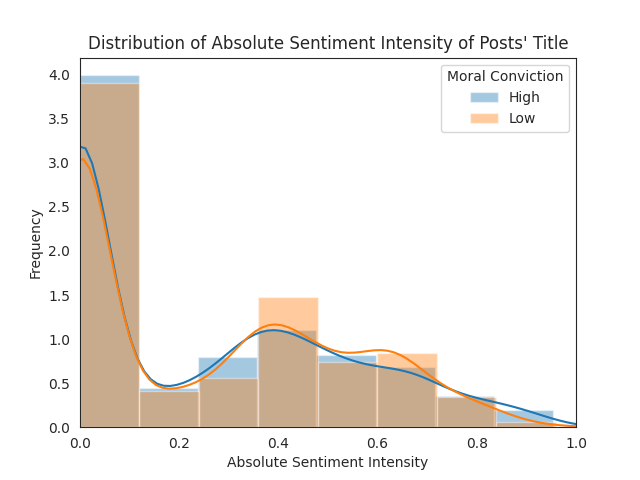 Distribution of Absolute Sentiment Intensity of Posts' Title
Moral Conviction
High
Low
Frequency
4.0
3.5
3.0
2.5
2.0
1.5
1.0
0.5
0.0
0.0 0.2 0.4 0.6 0.8 1.0
Absolute Sentiment Intensity